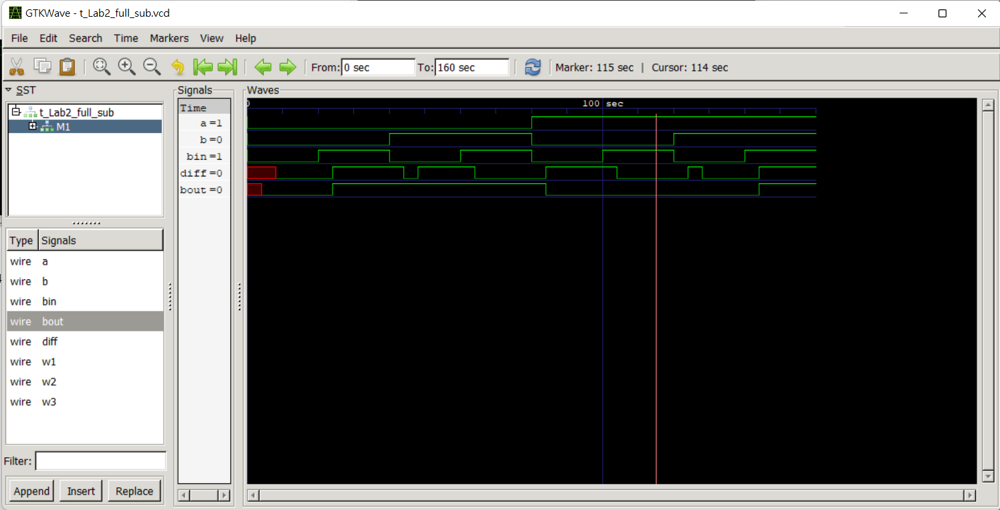 GTKWave - t_Lab2_full_sub.vcd
File Edit Search Time Markers View Help
From: 0 sec To: 160 sec Marker: 115 sec | Cursor: 114 sec
SST
t_Lab2_full_sub
M1
Type Signals
wire a
wire b
wire bin
wire bout
wire diff
wire w1
wire w2
wire w3
Filter:
Append Insert Replace
Signals
Time
a =1
b =0
bin =1
diff =0
bout =0
Waves
0 100 sec